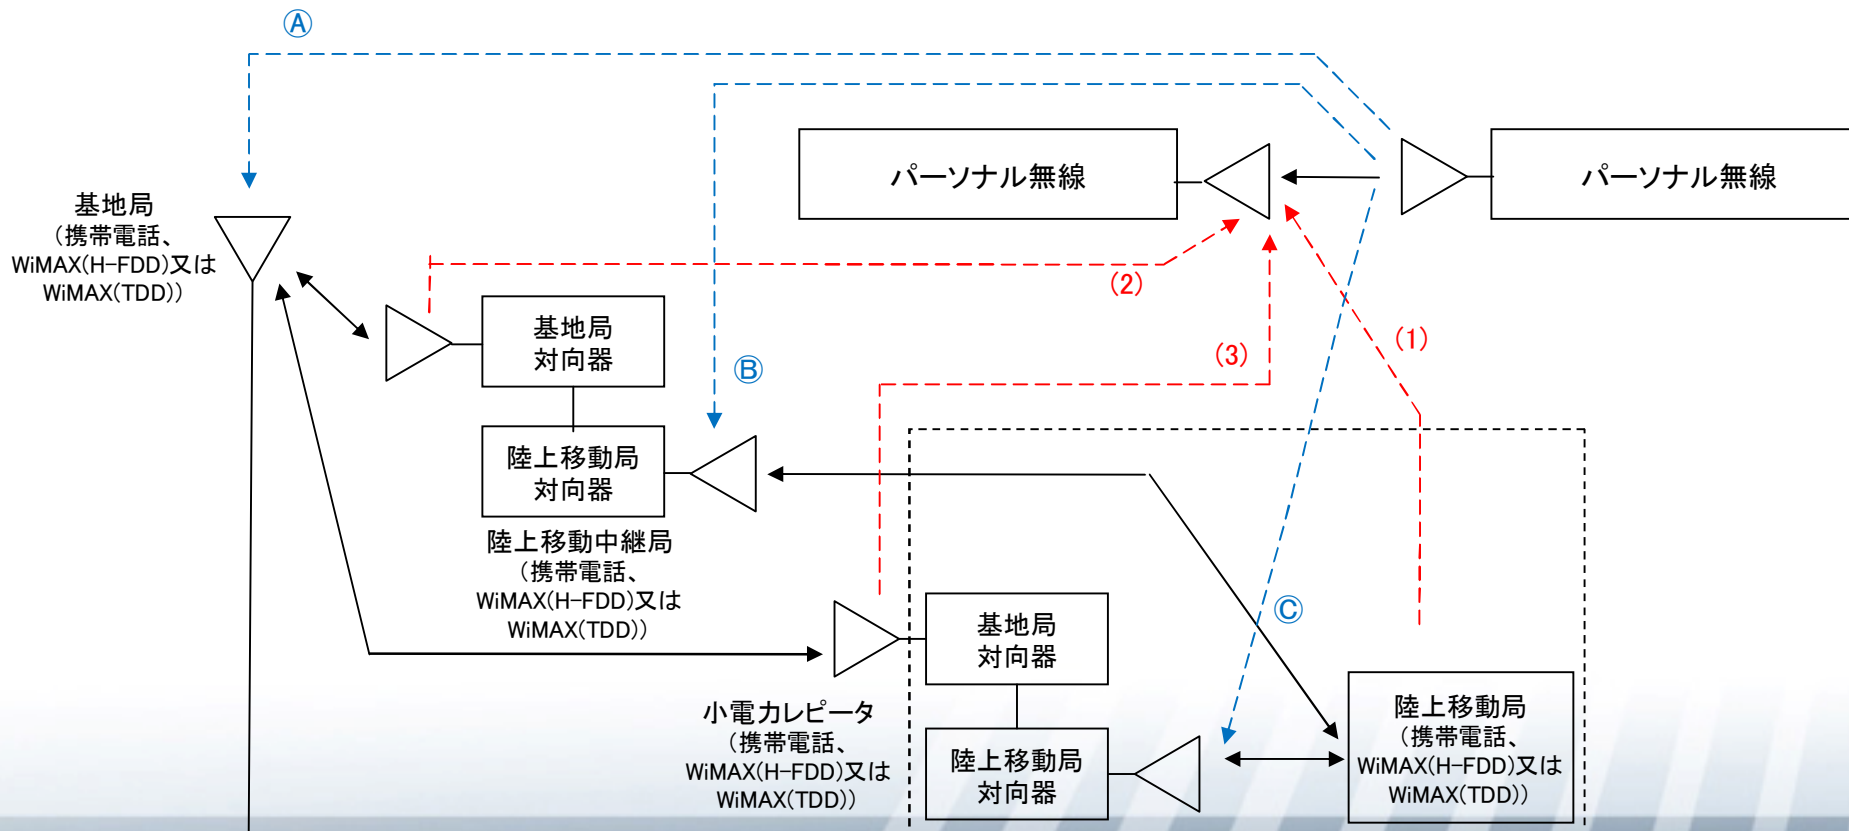 Ⓐ
パーソナル無線
パーソナル無線
基地局
（携帯電話、
WiMAX(H-FDD)又は
WiMAX(TDD)）
(2)
基地局
対向器
(3)
(1)
Ⓑ
陸上移動局
対向器
陸上移動中継局
（携帯電話、
WiMAX(H-FDD)又は
WiMAX(TDD)）
Ⓒ
基地局
対向器
小電力レピータ
（携帯電話、
WiMAX(H-FDD)又は
WiMAX(TDD)）
陸上移動局
対向器
陸上移動局
（携帯電話、
WiMAX(H-FDD)又は
WiMAX(TDD)）